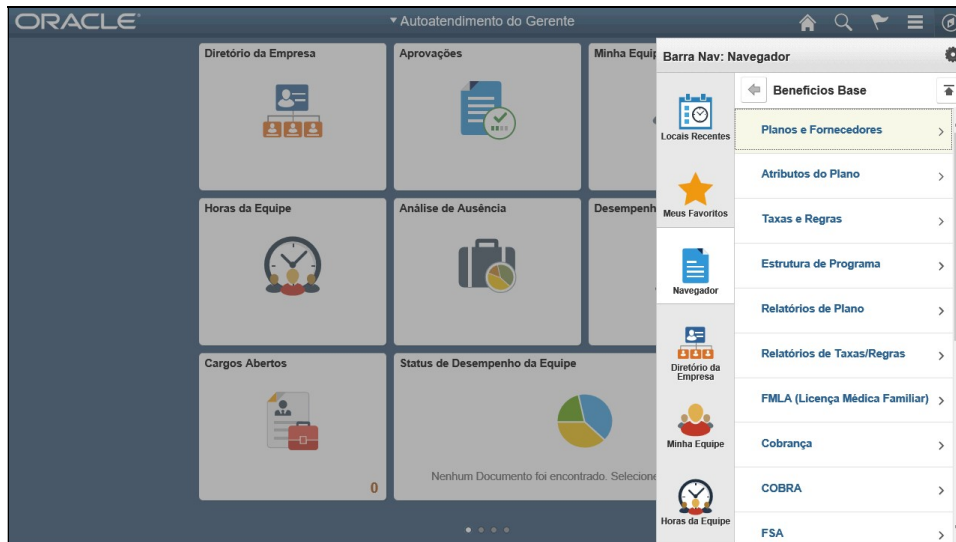 ORACLE
Autoatendimento do Gerente
Diretório da Empresa
Aprovações
Minha Equip
Horas da Equipe
Análise de Ausência
Desempenh
Cargos Abertos
0
Status de Desempenho da Equipe
Nenhum Documento foi encontrado. Selecione
Barra Nav: Navegador
Locais Recentes
Meus Favoritos
Navegador
Diretório da
Empresa
Minha Equipe
Horas da Equipe
Benefícios Base
Planos e Fornecedores
Atributos do Plano
Taxas e Regras
Estrutura de Programa
Relatórios de Plano
Relatórios de Taxas/Regras
FMLA (Licença Médica Familiar)
Cobrança
COBRA
FSA